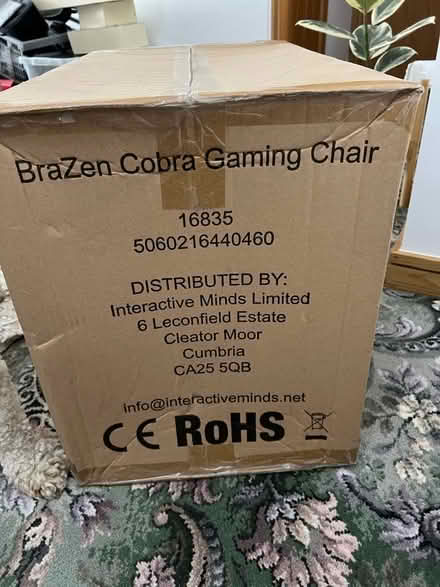 BraZen Cobra Gaming Chair
16835
5060216440460
DISTRIBUTED BY:
Interactive Minds Limited
6 Leconfield Estate
Cleator Moor
Cumbria
CA25 5QB
info@interactiveminds.net
CE RoHS